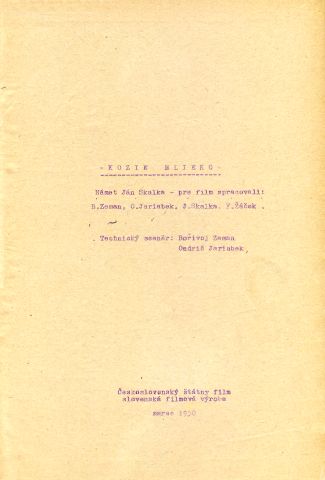 - KOZIE MLIEKO -
Námet Ján Skalka - pre film spracovali:
B.Zeman, O.Jariabek, J.Skalka, F.Žáček .
Technický scenár: Bořivoj Zeman
Ondrič Jariabek
Československý štátny film
slovenská filmová výroba
marec 1950